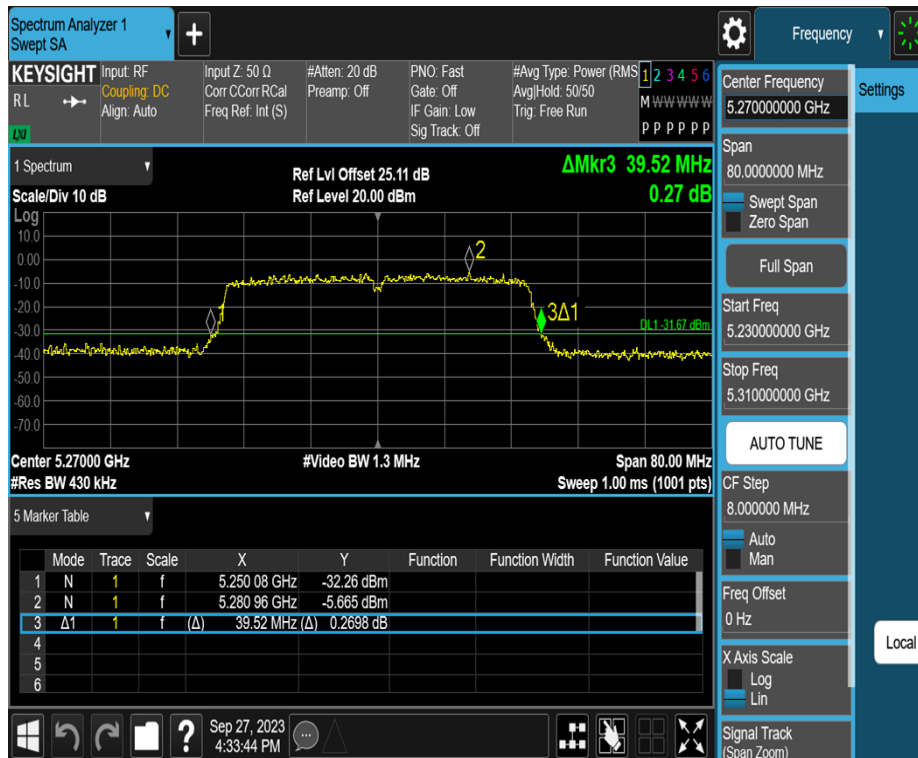 Spectrum Analyzer 1
Swept SA
+
Frequency
KEYSIGHT
R L
LXI
Input: RF
Coupling: DC
Align: Auto
Input Z: 50 Ω
Corr CCorr RCal
Freq Ref: Int (S)
#Atten: 20 dB
Preamp: Off
PNO: Fast
Gate: Off
IF Gain: Low
Sig Track: Off
#Avg Type: Power (RMS
Avg|Hold: 50/50
Trig: Free Run
1 2 3 4 5 6
M W W W W W
P P P P P P
1 Spectrum
Scale/Div 10 dB
Ref Lvl Offset 25.11 dB
Ref Level 20.00 dBm
ΔMkr3 39.52 MHz
0.27 dB
Log
10.0
0.00
-10.0
-20.0
-30.0
-40.0
-50.0
-60.0
-70.0
1
2
3Δ1
DL1 -31.67 dBm
Center 5.27000 GHz
#Video BW 1.3 MHz
Span 80.00 MHz
#Res BW 430 kHz
Sweep 1.00 ms (1001 pts)
5 Marker Table
Mode Trace Scale X Y Function Function Width Function Value
1 N 1 f 5.250 08 GHz -32.26 dBm
2 N 1 f 5.280 96 GHz -5.665 dBm
3 Δ1 1 f (Δ) 39.52 MHz (Δ) 0.2698 dB
4
5
6
?
Sep 27, 2023
4:33:44 PM
Center Frequency
5.270000000 GHz
Settings
Span
80.0000000 MHz
Swept Span
Zero Span
Full Span
Start Freq
5.230000000 GHz
Stop Freq
5.310000000 GHz
AUTO TUNE
CF Step
8.000000 MHz
Auto
Man
Freq Offset
0 Hz
Local
X Axis Scale
Log
Lin
Signal Track
(Span Zoom)